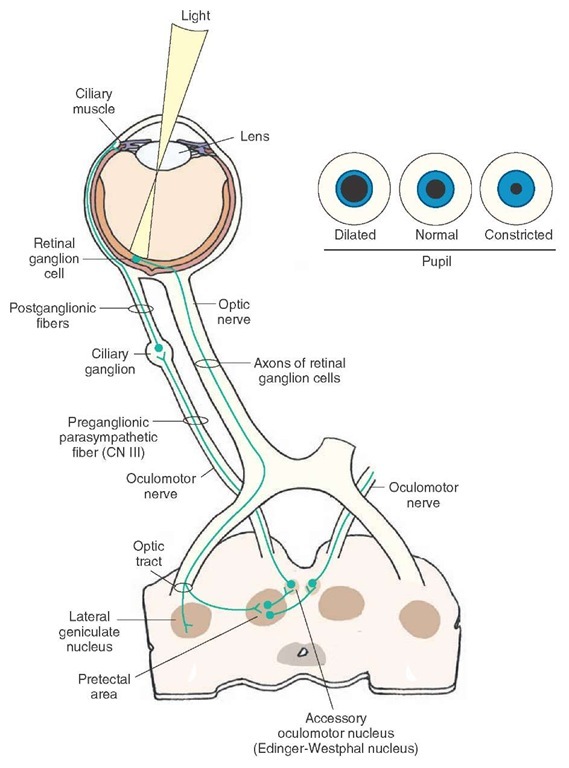 Light
Ciliary
muscle
Lens
Dilated
Normal
Constricted
Pupil
Retinal
ganglion
cell
Postganglionic
fibers
Optic
nerve
Ciliary
ganglion
Axons of retinal
ganglion cells
Preganglionic
parasympathetic
fiber (CN III)
Oculomotor
nerve
Oculomotor
nerve
Optic
tract
Lateral
geniculate
nucleus
Pretectal
area
Accessory
oculomotor nucleus
(Edinger-Westphal nucleus)